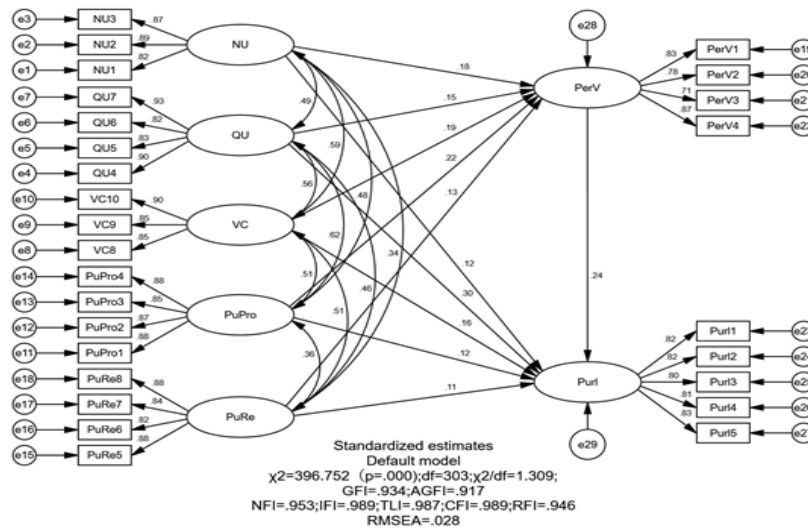 e3 NU3 .87
e2 NU2 .89
e1 NU1 .82
NU
e7 QU7 .93
e6 QU6 .82
e5 QU5 .83
e4 QU4 .90
QU
e10 VC10 .90
e9 VC9 .85
e8 VC8 .85
VC
e14 PuPro4 .88
e13 PuPro3 .85
e12 PuPro2 .87
e11 PuPro1 .88
PuPro
e18 PuRe8 .88
e17 PuRe7 .84
e16 PuRe6 .82
e15 PuRe5 .88
PuRe
.49
.59
.56
.48
.62
.34
.51
.46
.51
.36
.18
.15
.19
.22
.13
.12
.30
.16
.12
.11
.24
e28
PerV
.83 PerV1
.78 PerV2
.71 PerV3
.87 PerV4
PurI
.82 PurI1
.82 PurI2
.80 PurI3
.81 PurI4
.83 PurI5
e29
Standardized estimates
Default model
χ2=396.752（p=.000);df=303;χ2/df=1.309;
GFI=.934;AGFI=.917
NFI=.953;IFI=.989;TLI=.987;CFI=.989;RFI=.946
RMSEA=.028